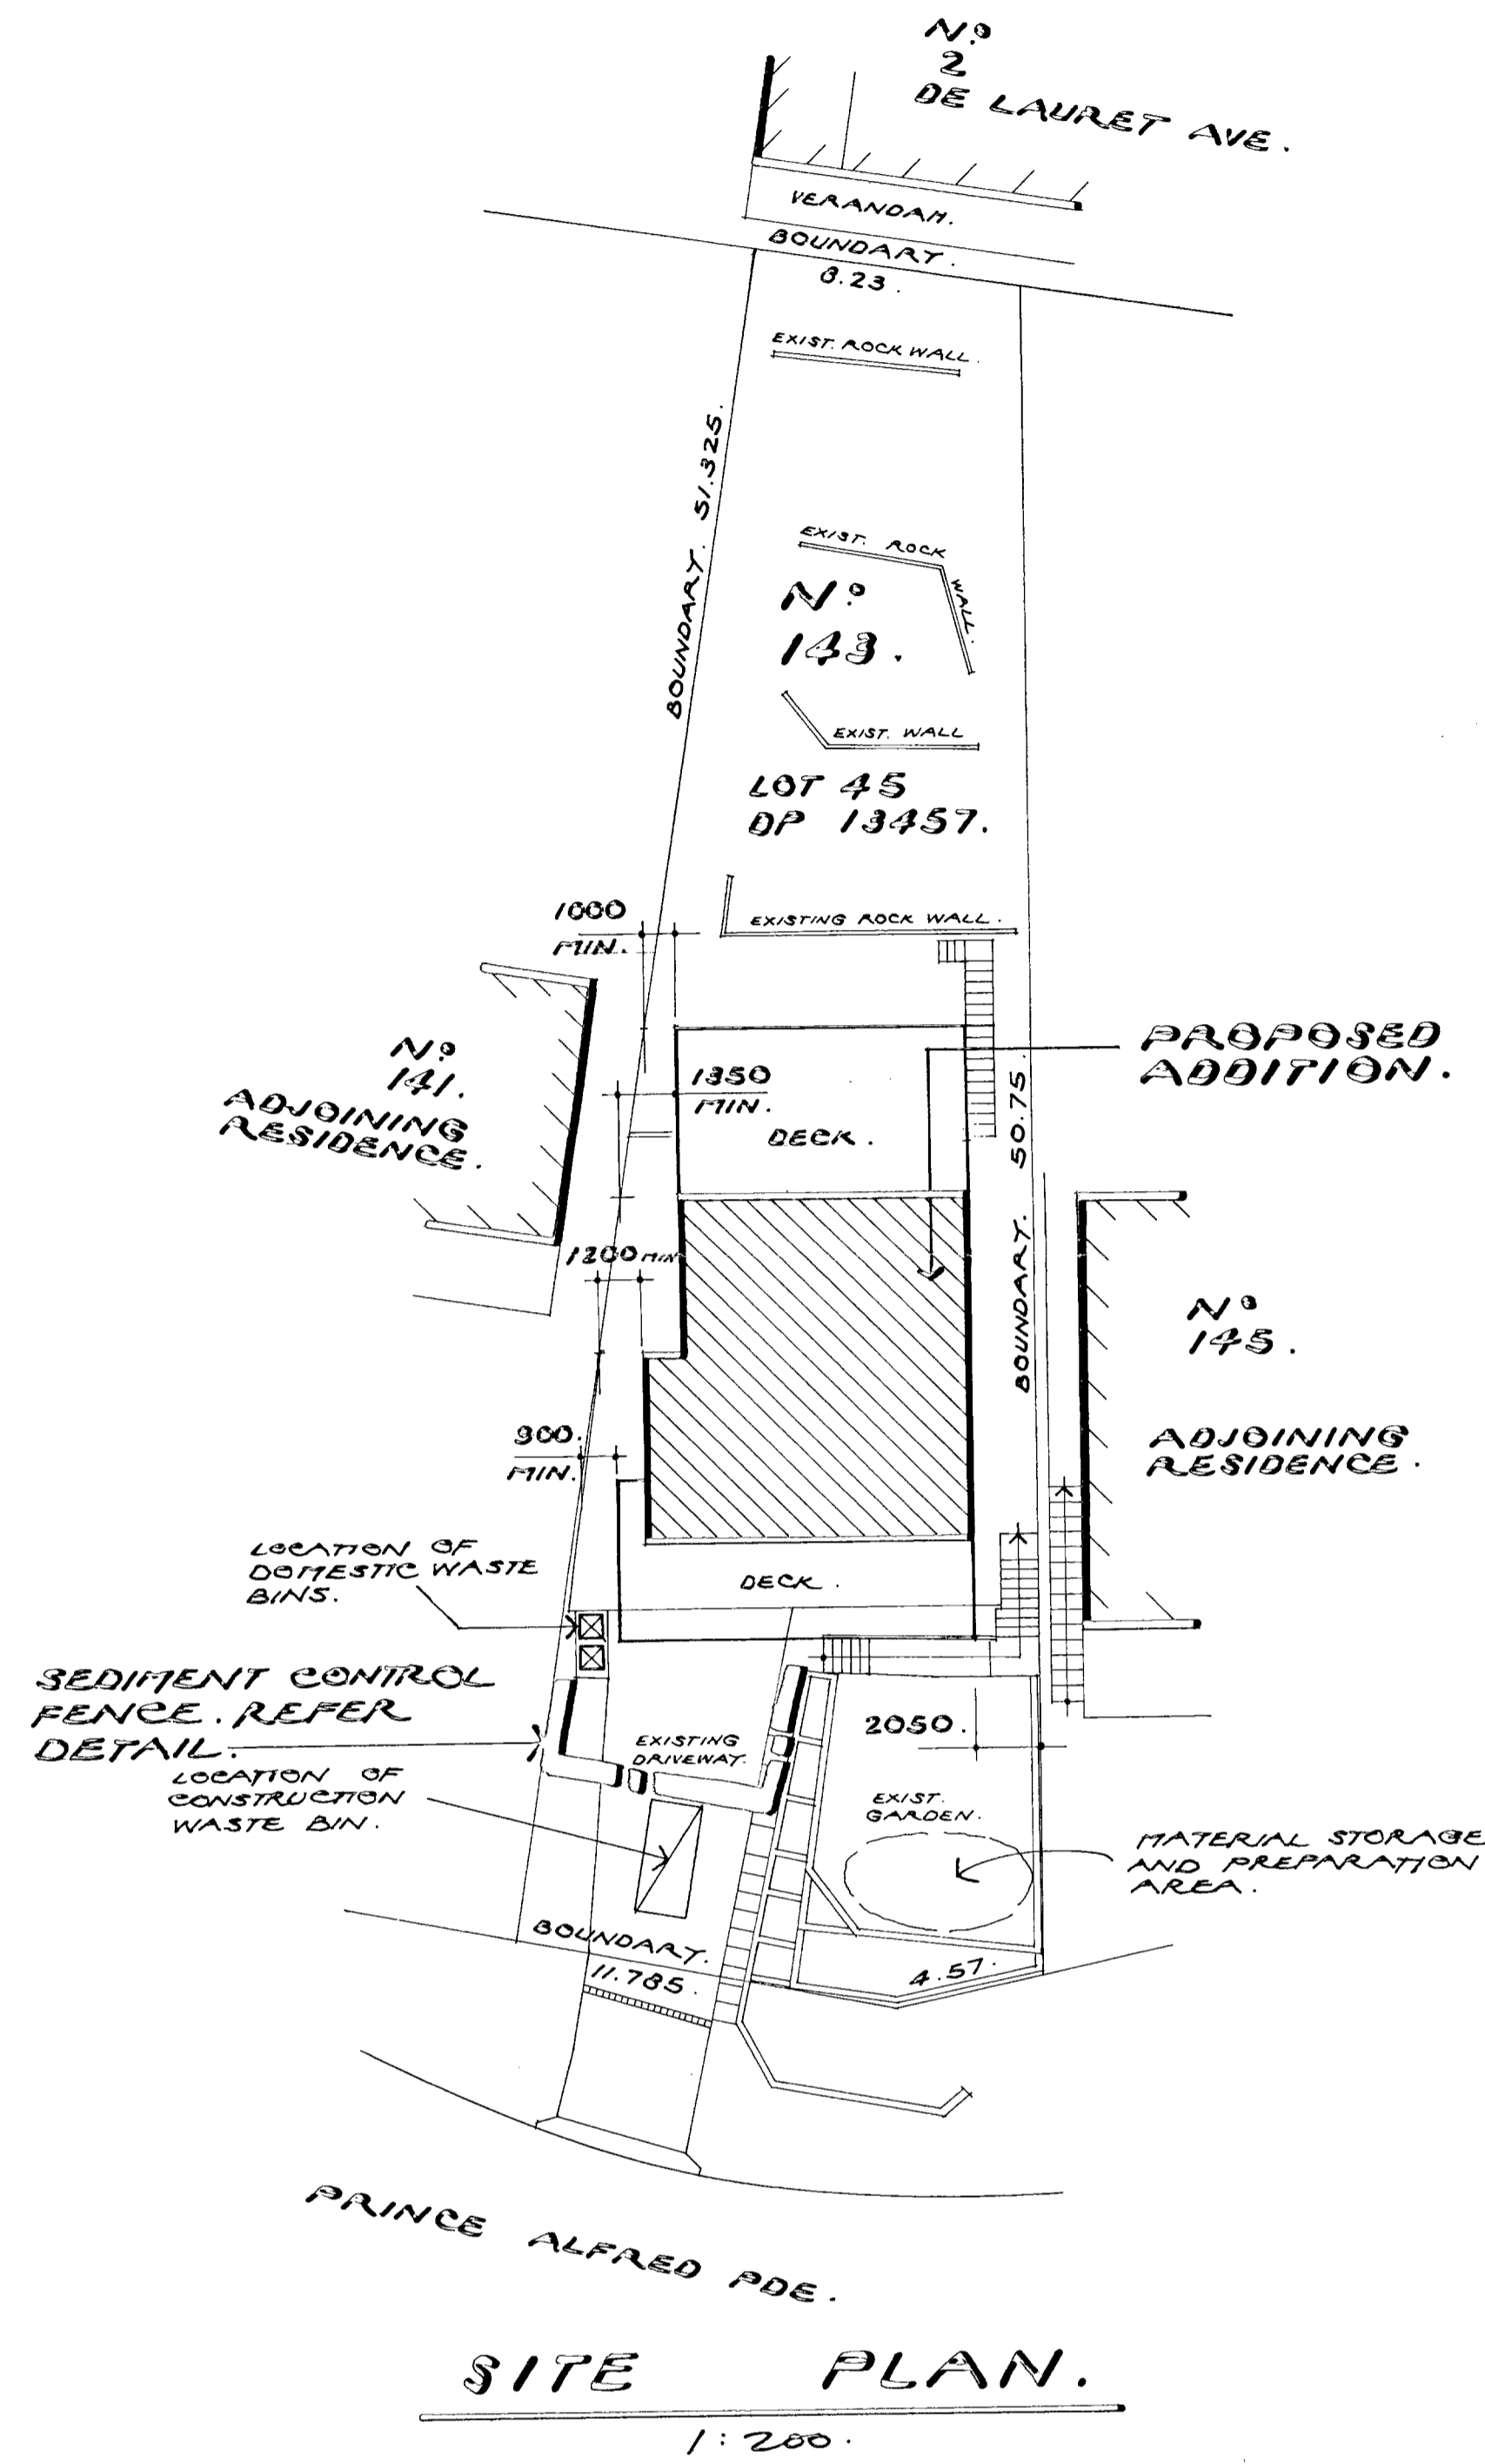 Nº
2
DE LAURET AVE.
VERANDAH.
BOUNDARY.
8.23.
EXIST. ROCK WALL.
BOUNDARY. 51.325.
EXIST. ROCK
WALL.
Nº
143.
EXIST. WALL
LOT 45
DP 13457.
1000
MIN.
EXISTING ROCK WALL.
Nº
141.
ADJOINING
RESIDENCE.
1350
MIN.
DECK.
PROPOSED
ADDITION.
BOUNDARY. 50.75.
1200 MIN
Nº
145.
ADJOINING
RESIDENCE.
900.
MIN.
LOCATION OF
DOMESTIC WASTE
BINS.
DECK.
SEDIMENT CONTROL
FENCE. REFER
DETAIL.
EXISTING
DRIVEWAY.
2050.
LOCATION OF
CONSTRUCTION
WASTE BIN.
EXIST.
GARDEN.
MATERIAL STORAGE
AND PREPARATION
AREA.
BOUNDARY.
11.785.
4.57.
PRINCE ALFRED PDE.
SITE PLAN.
1:200.